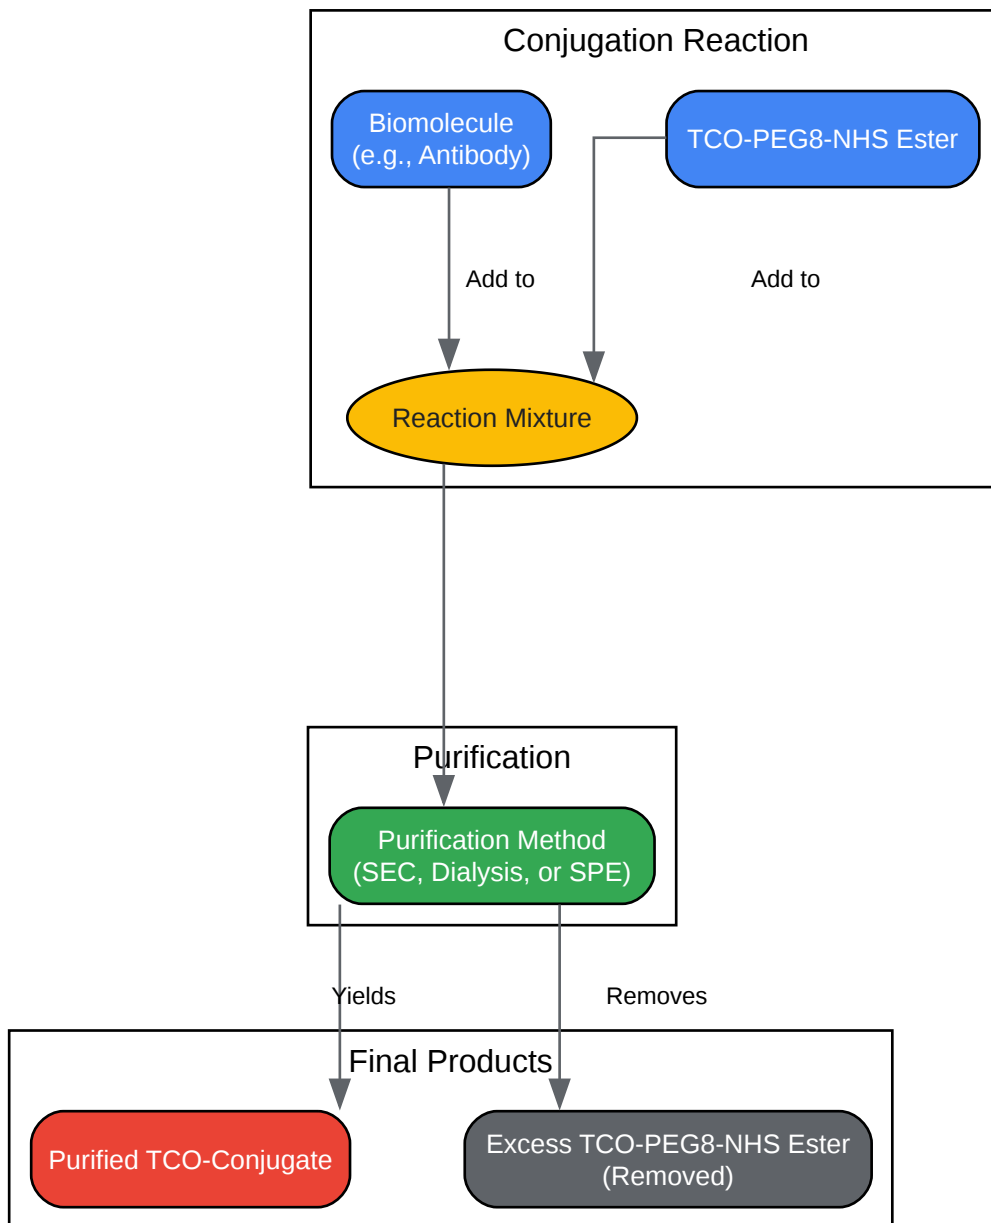 Conjugation Reaction
Biomolecule
(e.g., Antibody)
TCO-PEG8-NHS Ester
Add to
Add to
Reaction Mixture
Purification
Purification Method
(SEC, Dialysis, or SPE)
Yields
Removes
Final Products
Purified TCO-Conjugate
Excess TCO-PEG8-NHS Ester
(Removed)